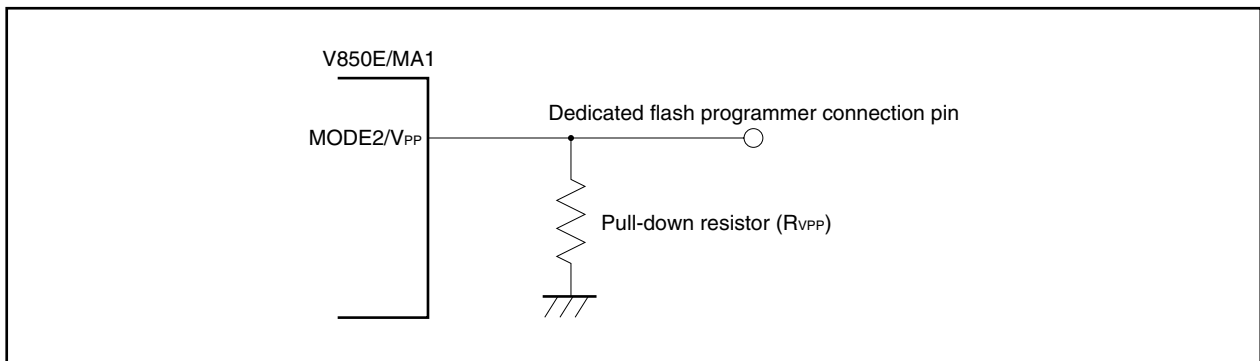 V850E/MA1
Dedicated flash programmer connection pin
MODE2/VPP
Pull-down resistor (RVPP)